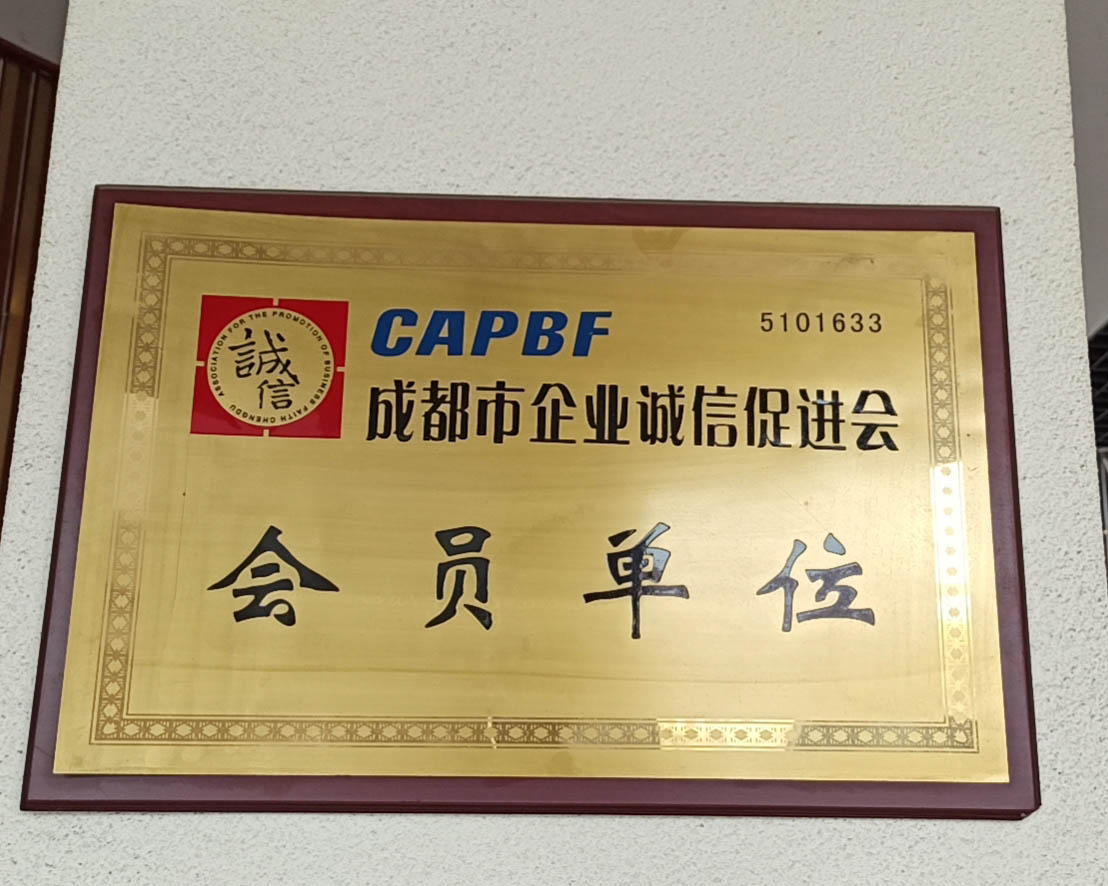 CAPBF
5101633
ASSOCIATION FOR THE PROMOTION OF BUSINESS FAITH CHENGDU
誠信
成都市企业诚信促进会
会员单位